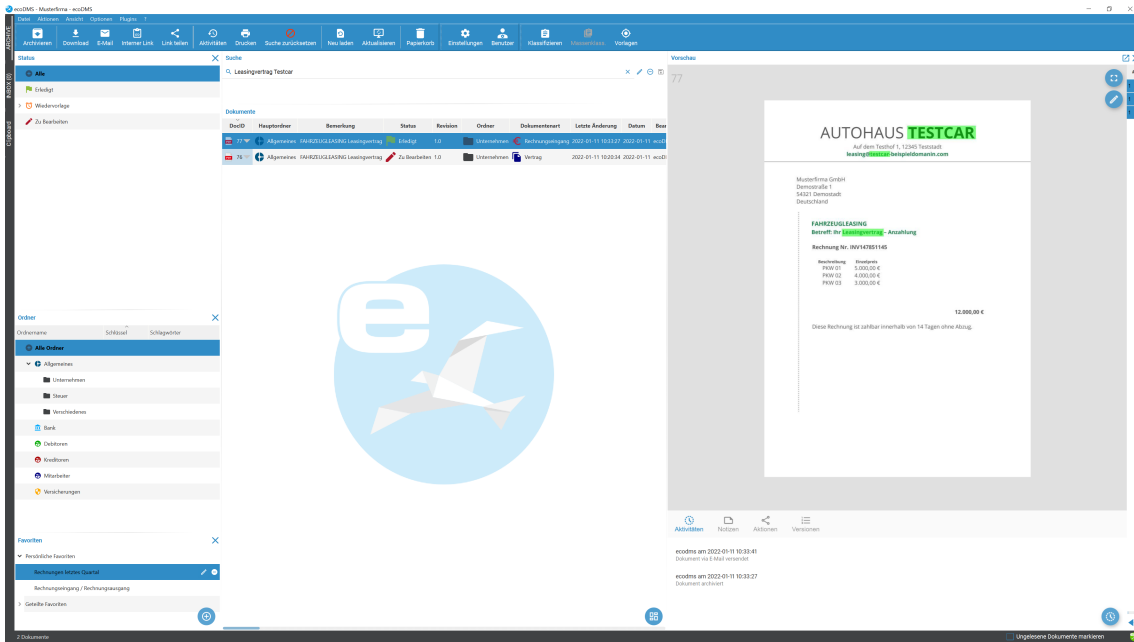 ecoDMS - Musterfirma - ecoDMS
Datei Aktionen Ansicht Optionen Plugins ?
Archivieren Download E-Mail Interner Link Link teilen Aktivitäten Drucken Suche zurücksetzen Neu laden Aktualisieren Papierkorb Einstellungen Benutzer Klassifizieren Massenklass. Vorlagen
ARCHIVE
INBOX (0)
Clipboard
Status
Alle
Erledigt
Wiedervorlage
Zu Bearbeiten
Ordner
Ordnername Schlüssel Schlagwörter
Alle Ordner
Allgemeines
Unternehmen
Steuer
Verschiedenes
Bank
Debitoren
Kreditoren
Mitarbeiter
Versicherungen
Favoriten
Persönliche Favoriten
Rechnungen letztes Quartal
Rechnungseingang / Rechnungsausgang
Geteilte Favoriten
2 Dokumente
Suche
Leasingvertrag Testcar
Dokumente
DocID Hauptordner Bemerkung Status Revision Ordner Dokumentenart Letzte Änderung Datum Bear
77 Allgemeines FAHRZEUGLEASING Leasingvertrag Erledigt 1.0 Unternehmen Rechnungseingang 2022-01-11 10:33:27 2022-01-11 ecoD
76 Allgemeines FAHRZEUGLEASING Leasingvertrag Zu Bearbeiten 1.0 Unternehmen Vertrag 2022-01-11 10:20:34 2022-01-11 ecoD
e
Vorschau
77
AUTOHAUS TESTCAR
Auf dem Testhof 1, 12345 Teststadt
leasing@testcar-beispieldomanin.com
Musterfirma GmbH
Demostraße 1
54321 Demostadt
Deutschland
FAHRZEUGLEASING
Betreff: Ihr Leasingvertrag – Anzahlung
Rechnung Nr. INV147851145
Beschreibung Einzelpreis
PKW 01 5.000,00 €
PKW 02 4.000,00 €
PKW 03 3.000,00 €
12.000,00 €
Diese Rechnung ist zahlbar innerhalb von 14 Tagen ohne Abzug.
Aktivitäten Notizen Aktionen Versionen
ecodms am 2022-01-11 10:33:41
Dokument via E-Mail versendet
ecodms am 2022-01-11 10:33:27
Dokument archiviert
Ungelesene Dokumente markieren